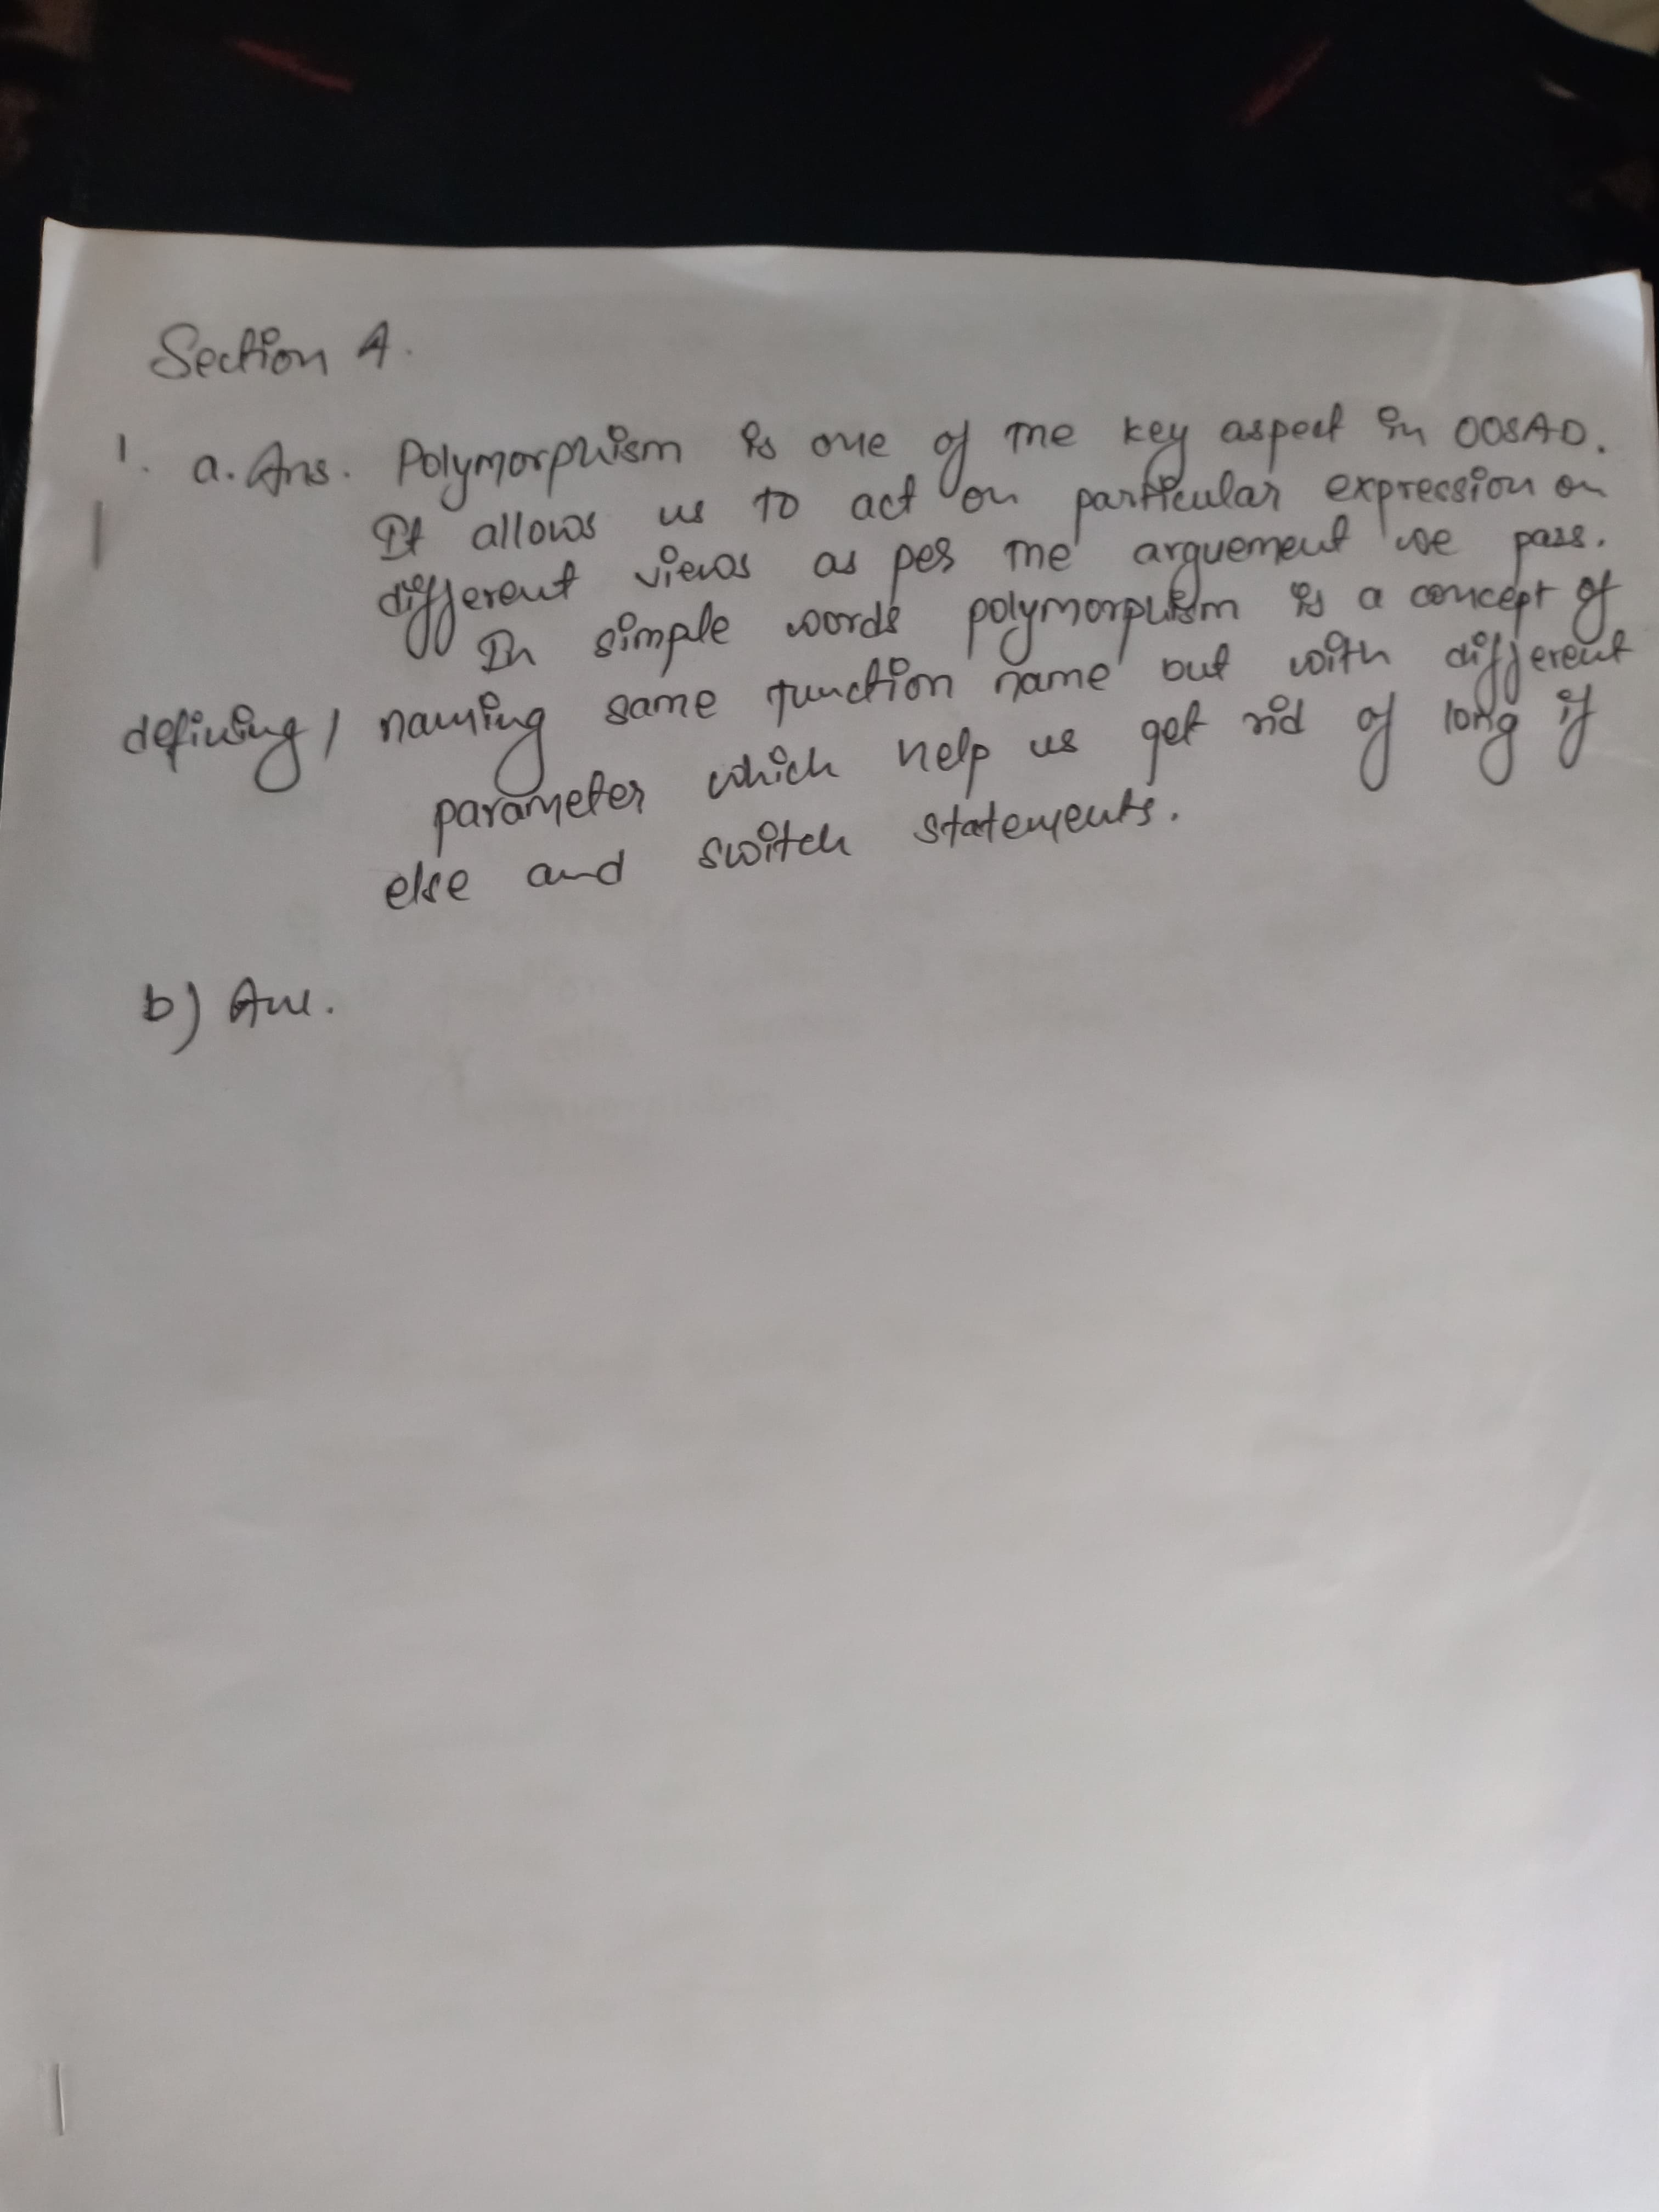 Section A.
1. a. Ans. Polymorphism is one of the key aspect in OOSAD.
It allows us to act on particular expression on
different views as per the arguement we pass.
In simple words polymorphism is a concept of
defining / naming same function name but with different
parameter which help us get rid of long if
else and switch statements.
b) Ans.